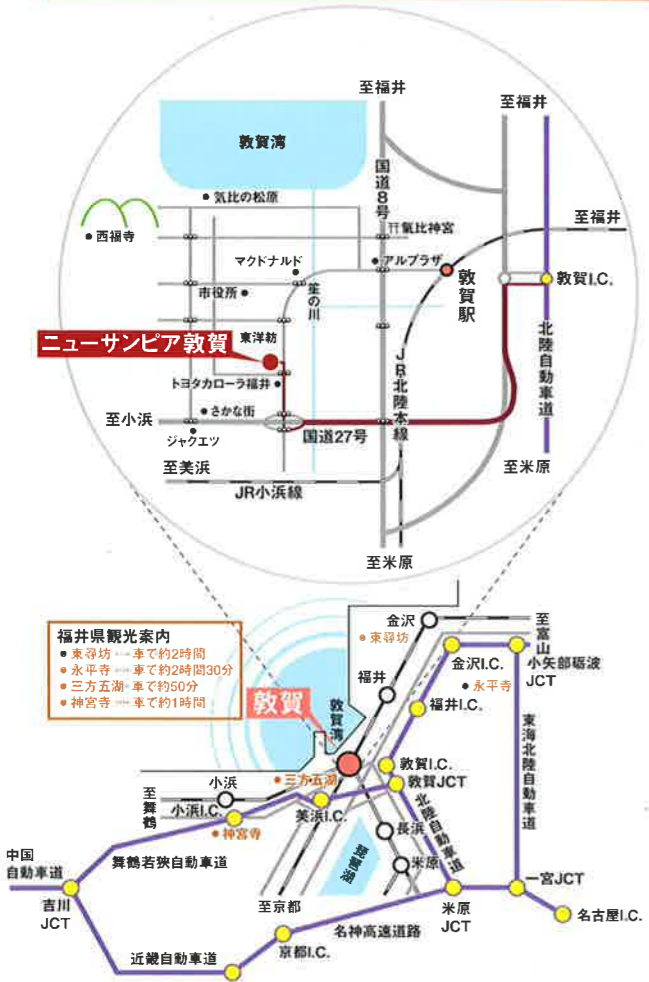 至福井
至福井
敦賀湾
国道8号
気比の松原
至福井
西福寺
⛩氣比神宮
マクドナルド
アルプラザ
敦賀I.C.
市役所
笙の川
敦賀駅
ニューサンピア敦賀
東洋紡
JR北陸本線
北陸自動車道
トヨタカローラ福井
至小浜
さかな街
ジャクエツ
国道27号
至美浜
至米原
JR小浜線
至米原
福井県観光案内
東尋坊 車で約2時間
永平寺 車で約2時間30分
三方五湖 車で約50分
神宮寺 車で約1時間
金沢
東尋坊
至富山
金沢I.C.
小矢部砺波
JCT
福井
永平寺
福井I.C.
敦賀
敦賀湾
東海北陸自動車道
敦賀I.C.
三方五湖
敦賀JCT
小浜
至舞鶴
小浜I.C.
美浜I.C.
北陸自動車道
神宮寺
長浜
中国
自動車道
舞鶴若狭自動車道
琵琶湖
米原
一宮JCT
吉川
JCT
至京都
米原
JCT
名古屋I.C.
名神高速道路
近畿自動車道
京都I.C.